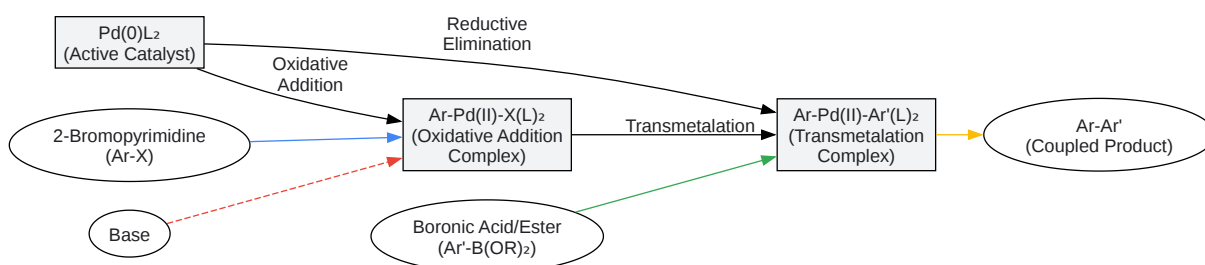 Pd(0)L₂
(Active Catalyst)
Reductive
Elimination
Oxidative
Addition
2-Bromopyrimidine
(Ar-X)
Ar-Pd(II)-X(L)₂
(Oxidative Addition
Complex)
Transmetalation
Ar-Pd(II)-Ar'(L)₂
(Transmetalation
Complex)
Ar-Ar'
(Coupled Product)
Base
Boronic Acid/Ester
(Ar'-B(OR)₂)